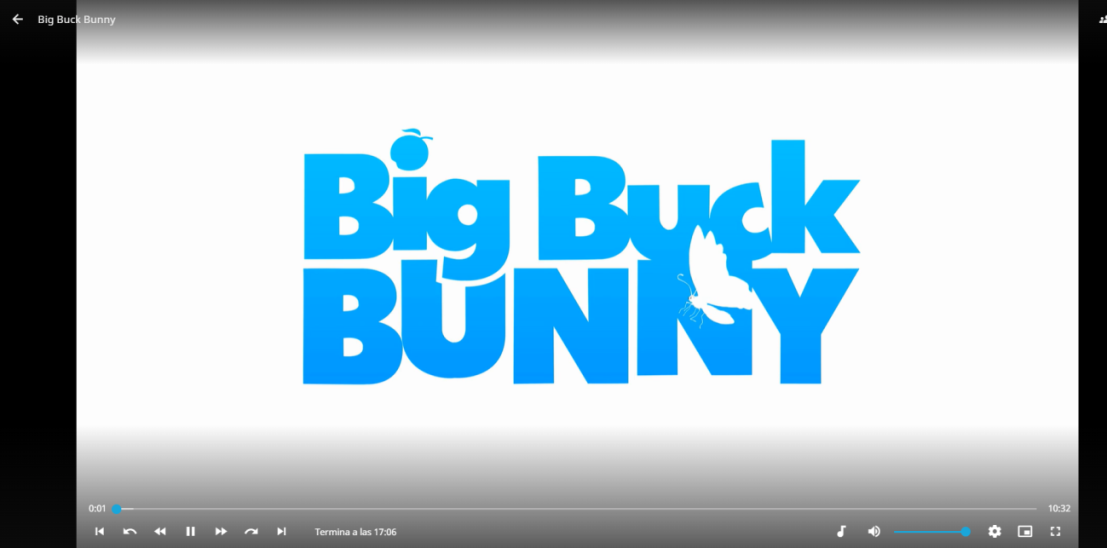 Big Buck Bunny
Big Buck
BUNNY
0:01
10:32
Termina a las 17:06